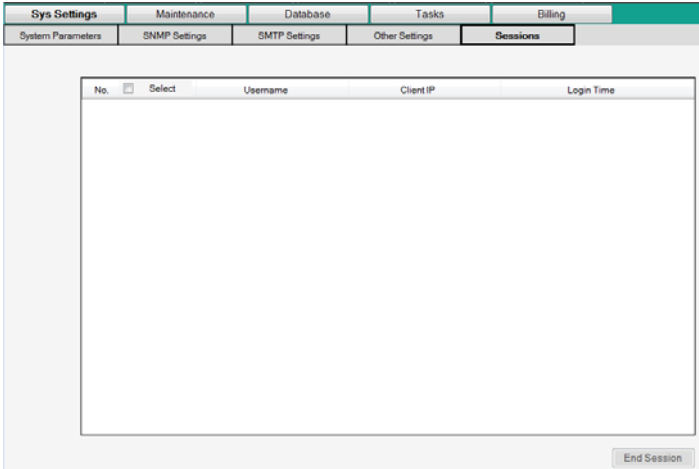 Sys Settings Maintenance Database Tasks Billing
System Parameters SNMP Settings SMTP Settings Other Settings Sessions
No. Select Username Client IP Login Time
End Session